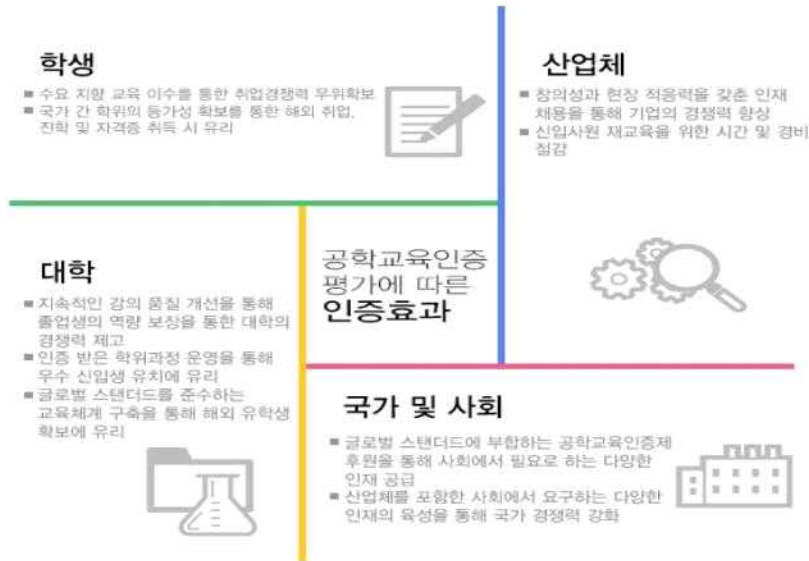 학생
■ 수요 지향 교육 이수를 통한 취업경쟁력 우위확보
■ 국가 간 학위의 등가성 확보를 통한 해외 취업,
진학 및 자격증 취득 시 유리
산업체
■ 창의성과 현장 적응력을 갖춘 인재
채용을 통해 기업의 경쟁력 향상
■ 신입사원 재교육을 위한 시간 및 경비
절감
공학교육인증
평가에 따른
인증효과
대학
■ 지속적인 강의 품질 개선을 통해
졸업생의 역량 보장을 통한 대학의
경쟁력 제고
■ 인증 받은 학위과정 운영을 통해
우수 신입생 유치에 유리
■ 글로벌 스탠더드를 준수하는
교육체계 구축을 통해 해외 유학생
확보에 유리
국가 및 사회
■ 글로벌 스탠더드에 부합하는 공학교육인증제
후원을 통해 사회에서 필요로 하는 다양한
인재 공급
■ 산업체를 포함한 사회에서 요구하는 다양한
인재의 육성을 통해 국가 경쟁력 강화